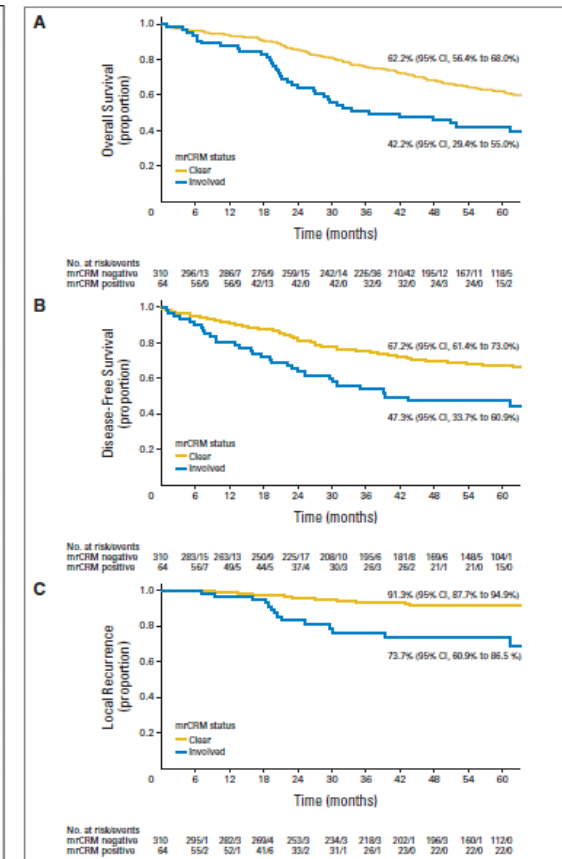 A
Overall Survival
(proportion)
1.0
0.8
0.6
0.4
0.2
62.2% (95% CI, 56.4% to 68.0%)
42.2% (95% CI, 29.4% to 55.0%)
mrCRM status
Clear
Involved
0 6 12 18 24 30 36 42 48 54 60
Time (months)
No. at risk/events
mrCRM negative 310 296/13 286/7 276/9 259/15 242/14 226/36 210/42 195/12 167/11 118/5
mrCRM positive 64 56/9 56/9 42/13 42/0 42/0 32/9 32/0 24/3 24/0 15/2
B
Disease-Free Survival
(proportion)
1.0
0.8
0.6
0.4
0.2
67.2% (95% CI, 61.4% to 73.0%)
47.3% (95% CI, 33.7% to 60.9%)
mrCRM status
Clear
Involved
0 6 12 18 24 30 36 42 48 54 60
Time (months)
No. at risk/events
mrCRM negative 310 283/15 263/13 250/9 225/17 208/10 195/6 181/8 169/6 148/5 104/1
mrCRM positive 64 56/7 49/5 44/5 37/4 30/3 26/3 26/2 21/1 21/0 15/0
C
Local Recurrence
(proportion)
1.0
0.8
0.6
0.4
0.2
91.3% (95% CI, 87.7% to 94.9%)
73.7% (95% CI, 60.9% to 86.5 %)
mrCRM status
Clear
Involved
0 6 12 18 24 30 36 42 48 54 60
Time (months)
No. at risk/events
mrCRM negative 310 295/1 282/3 269/4 253/3 234/3 218/3 202/1 196/3 160/1 112/0
mrCRM positive 64 55/2 52/1 41/6 33/2 31/1 26/1 23/0 22/0 22/0 22/0